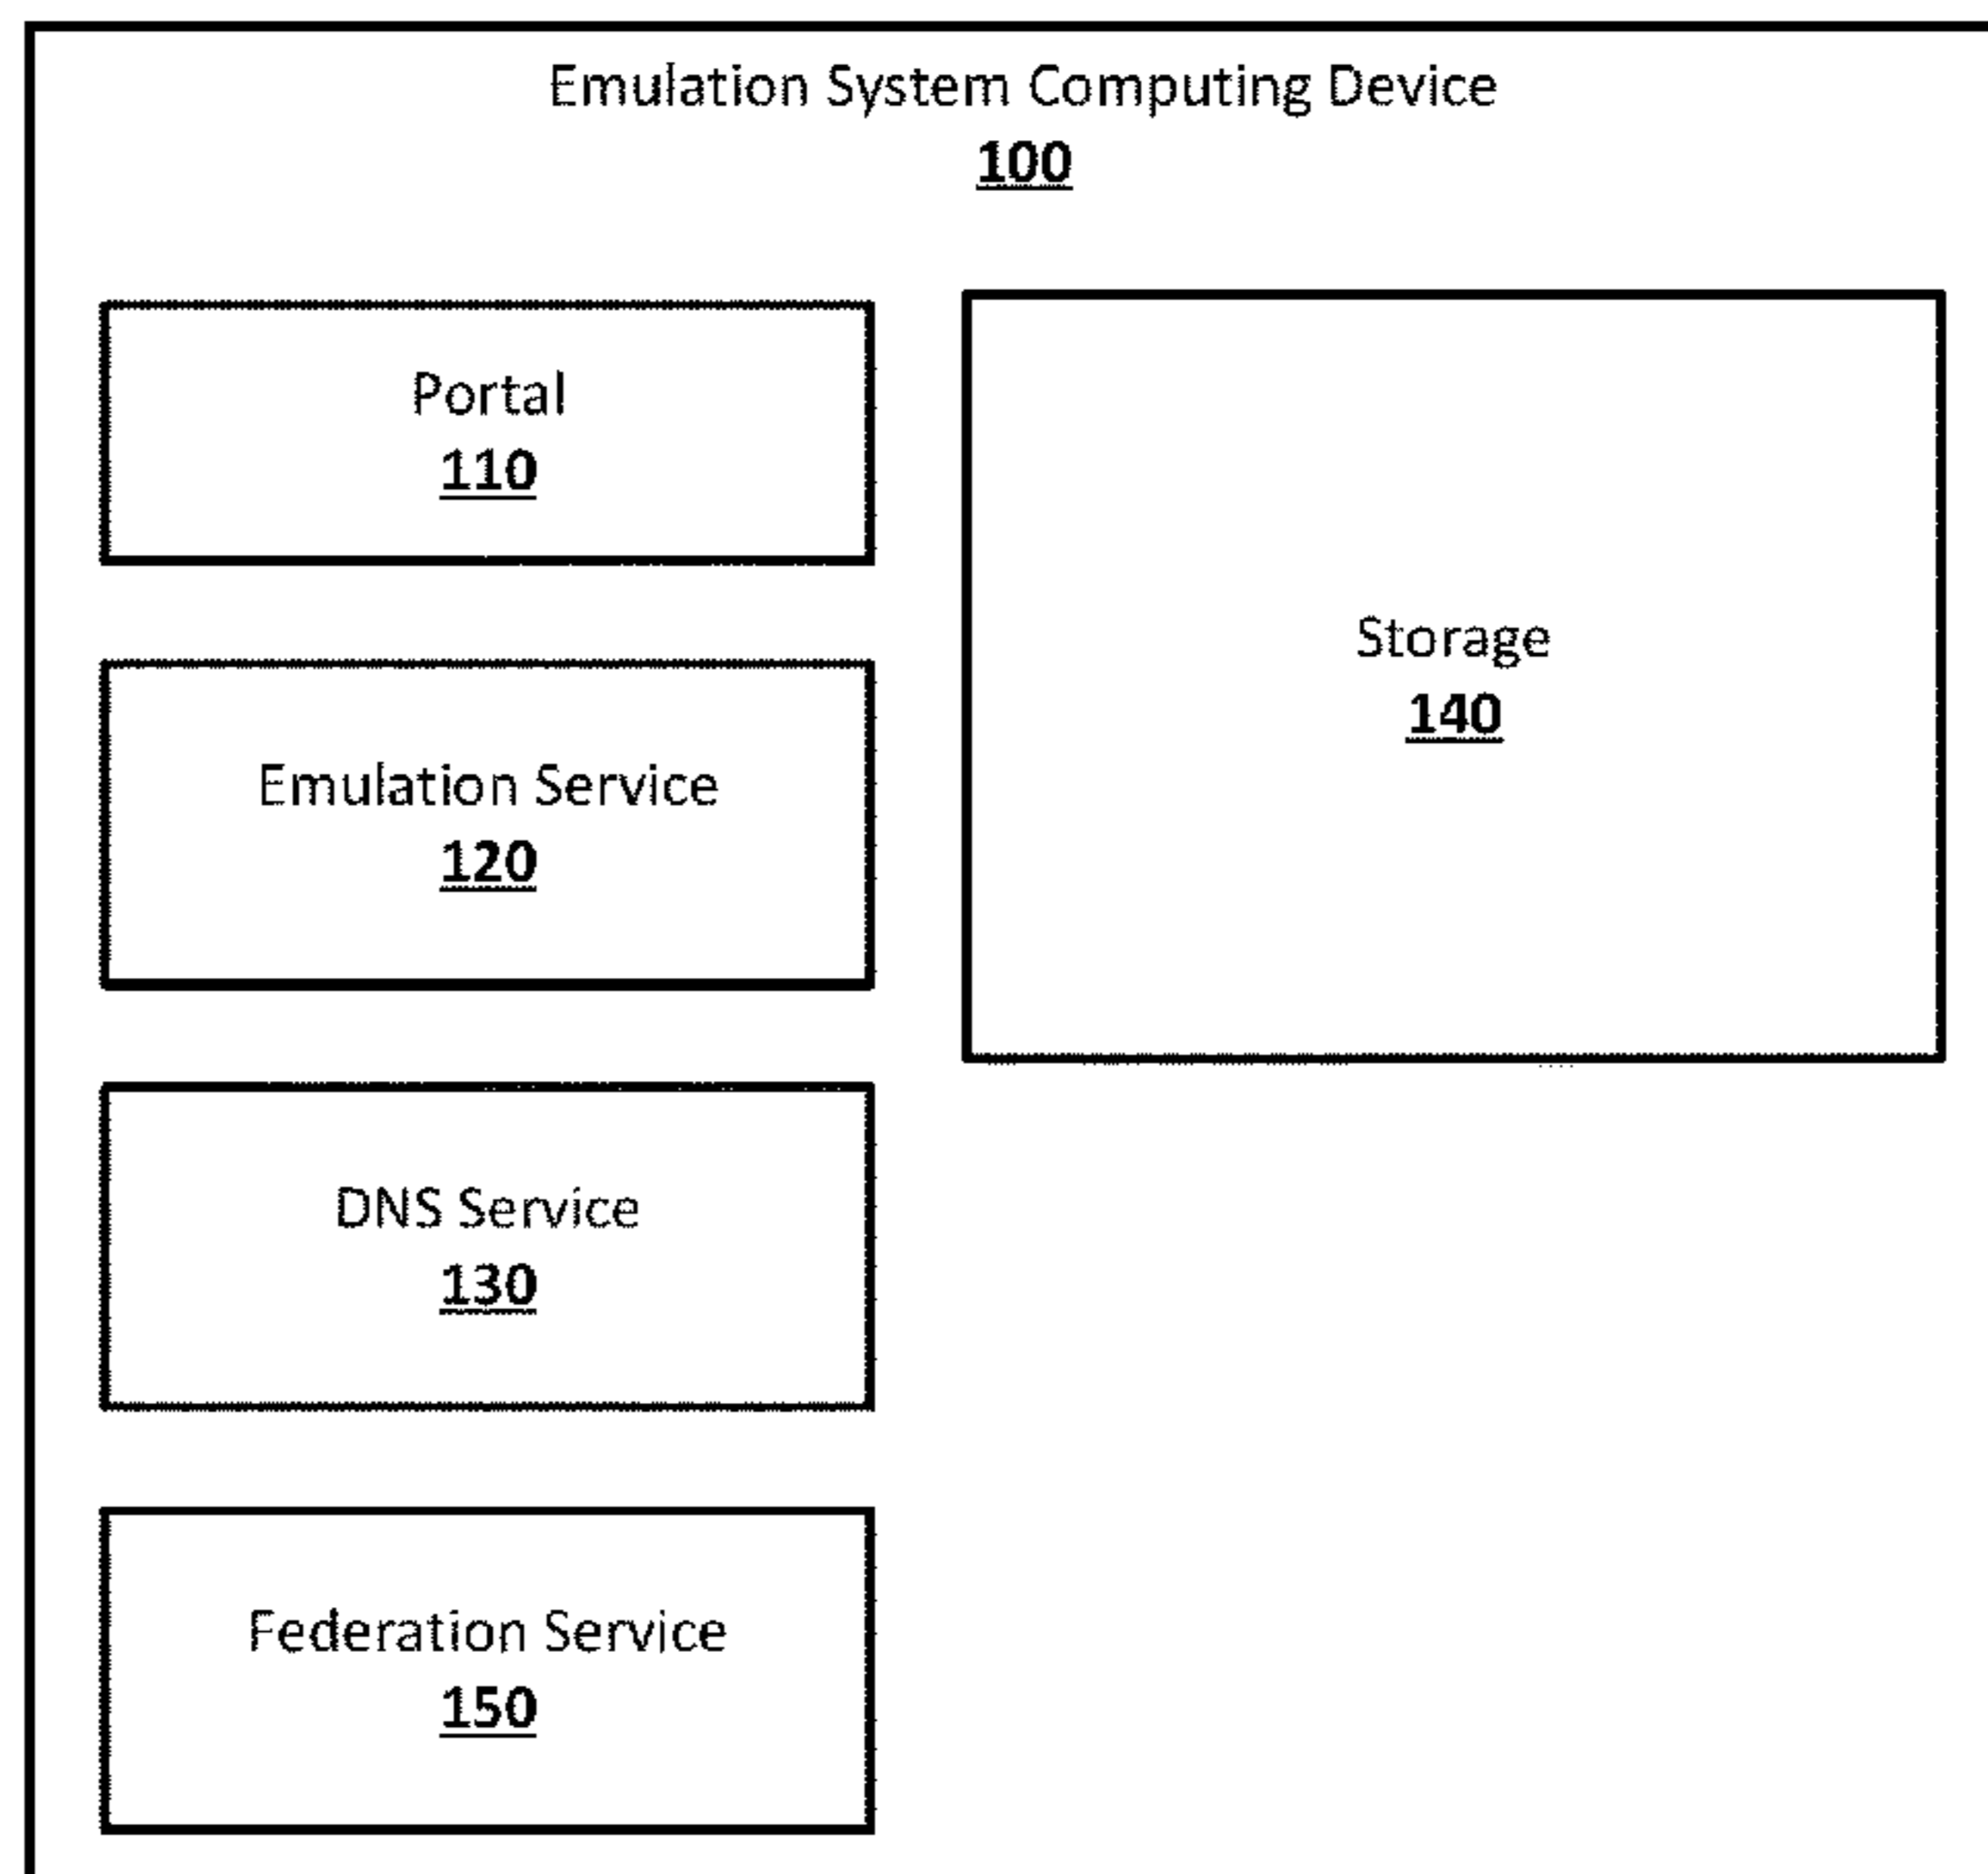 Emulation System Computing Device
100
Portal
110
Emulation Service
120
DNS Service
130
Federation Service
150
Storage
140